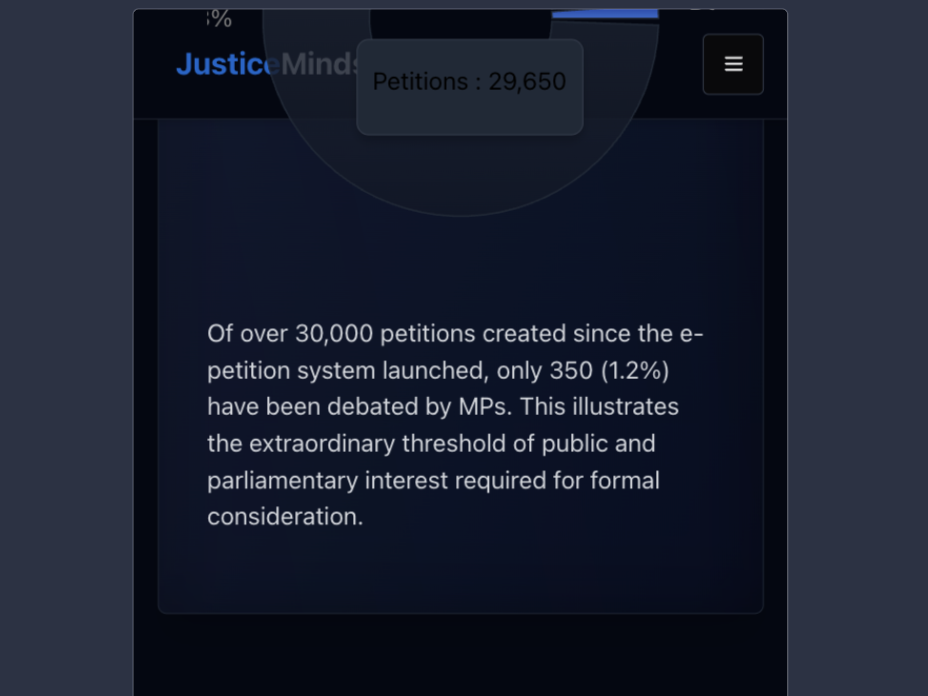 %
JusticeMinds
Petitions : 29,650
Of over 30,000 petitions created since the e-
petition system launched, only 350 (1.2%)
have been debated by MPs. This illustrates
the extraordinary threshold of public and
parliamentary interest required for formal
consideration.